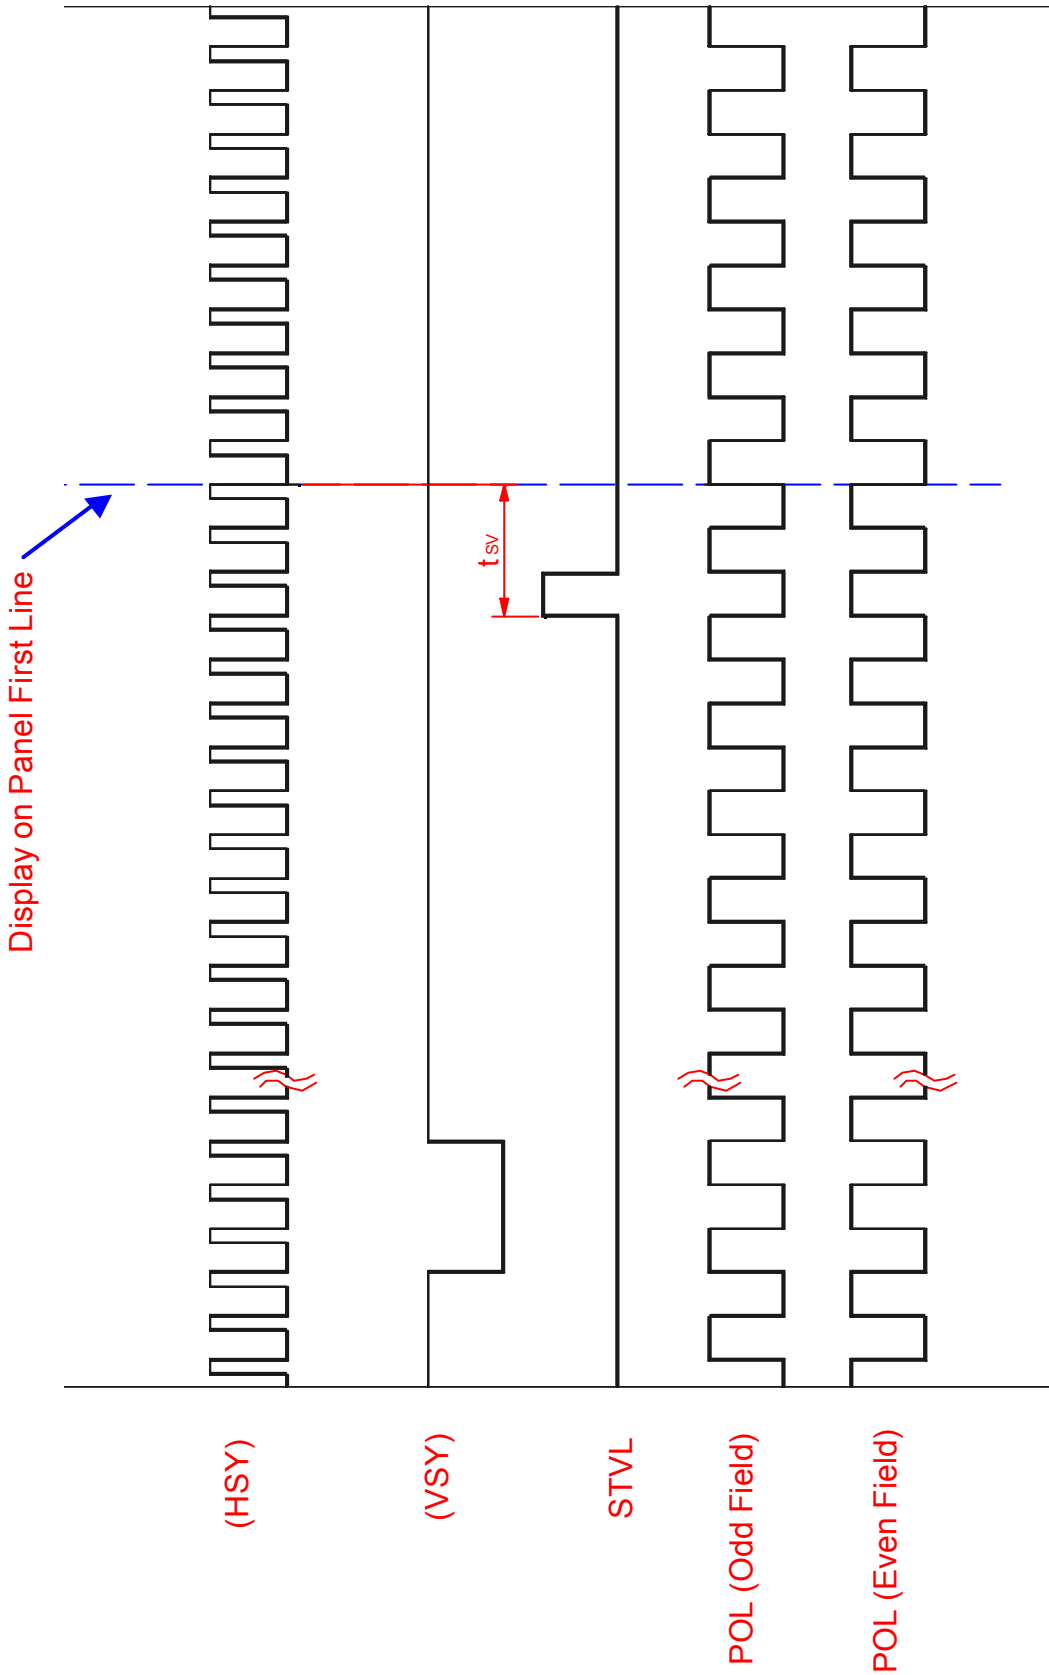 Display on Panel First Line
tSV
(HSY)
(VSY)
STVL
POL (Odd Field)
POL (Even Field)